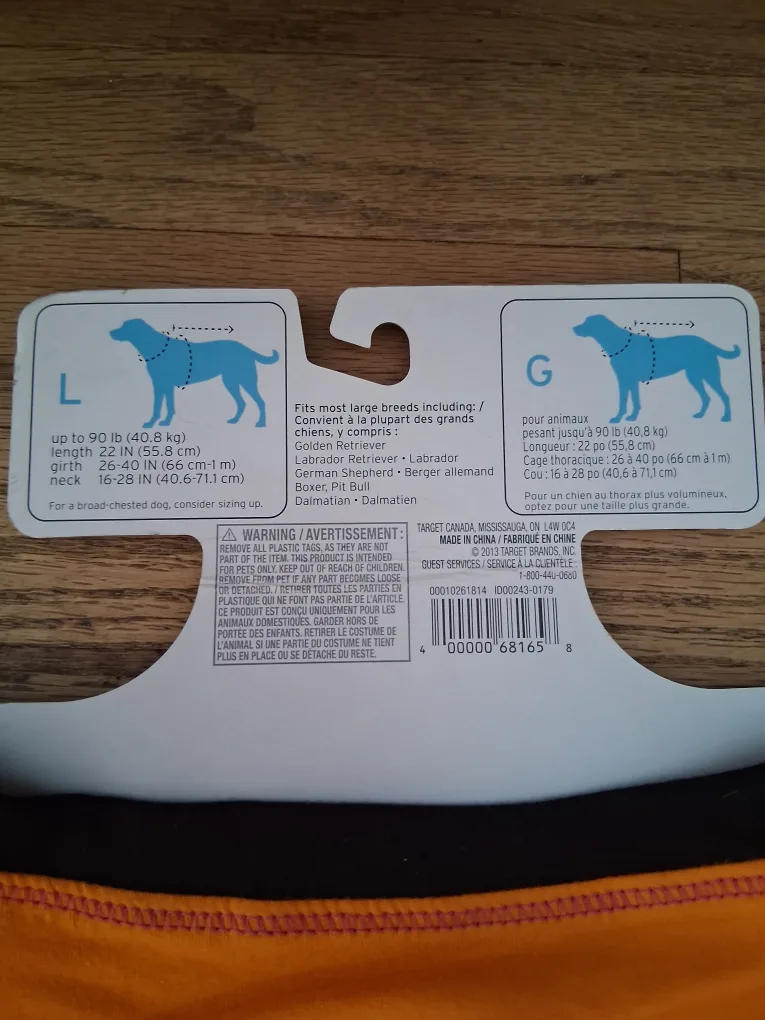 L
up to 90 lb (40.8 kg)
length 22 IN (55.8 cm)
girth 26-40 IN (66 cm-1 m)
neck 16-28 IN (40.6-71.1 cm)
For a broad-chested dog, consider sizing up.
Fits most large breeds including: /
Convient à la plupart des grands
chiens, y compris :
Golden Retriever
Labrador Retriever • Labrador
German Shepherd • Berger allemand
Boxer, Pit Bull
Dalmatian • Dalmatien
G
pour animaux
pesant jusqu'à 90 lb (40,8 kg)
Longueur : 22 po (55,8 cm)
Cage thoracique : 26 à 40 po (66 cm à 1 m)
Cou : 16 à 28 po (40,6 à 71,1 cm)
Pour un chien au thorax plus volumineux,
optez pour une taille plus grande.
WARNING / AVERTISSEMENT :
REMOVE ALL PLASTIC TAGS, AS THEY ARE NOT
PART OF THE ITEM. THIS PRODUCT IS INTENDED
FOR PETS ONLY. KEEP OUT OF REACH OF CHILDREN.
REMOVE FROM PET IF ANY PART BECOMES LOOSE
OR DETACHED. / RETIRER TOUTES LES PARTIES EN
PLASTIQUE QUI NE FONT PAS PARTIE DE L'ARTICLE.
CE PRODUIT EST CONÇU UNIQUEMENT POUR LES
ANIMAUX DOMESTIQUES. GARDER HORS DE
PORTÉE DES ENFANTS. RETIRER LE COSTUME DE
L'ANIMAL SI UNE PARTIE DU COSTUME NE TIENT
PLUS EN PLACE OU SE DÉTACHE DU RESTE.
TARGET CANADA, MISSISSAUGA, ON L4W 0C4
MADE IN CHINA / FABRIQUÉ EN CHINE
© 2013 TARGET BRANDS, INC.
GUEST SERVICES / SERVICE À LA CLIENTÈLE :
1-800-440-0680
00010261814 ID00243-0179
4 00000 68165 8